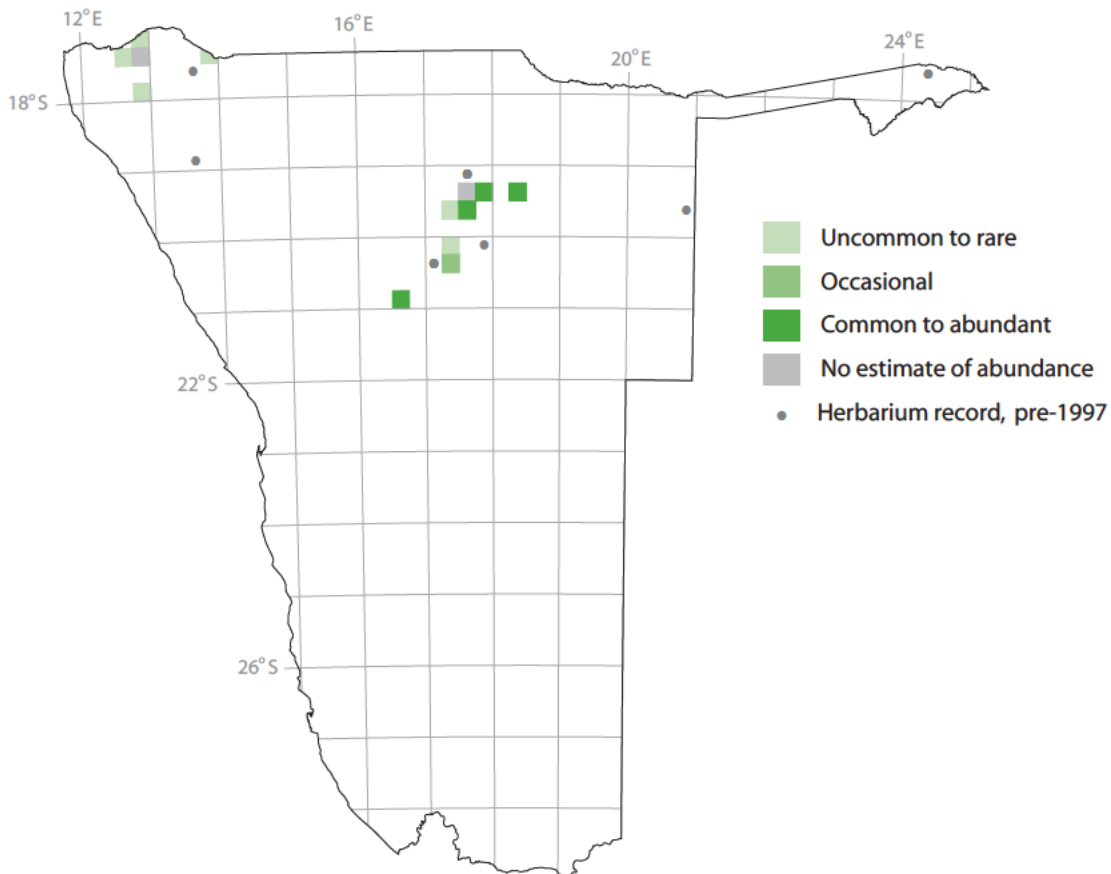 12°E
16°E
20°E
24°E
18°S
22°S
26°S
Uncommon to rare
Occasional
Common to abundant
No estimate of abundance
Herbarium record, pre-1997